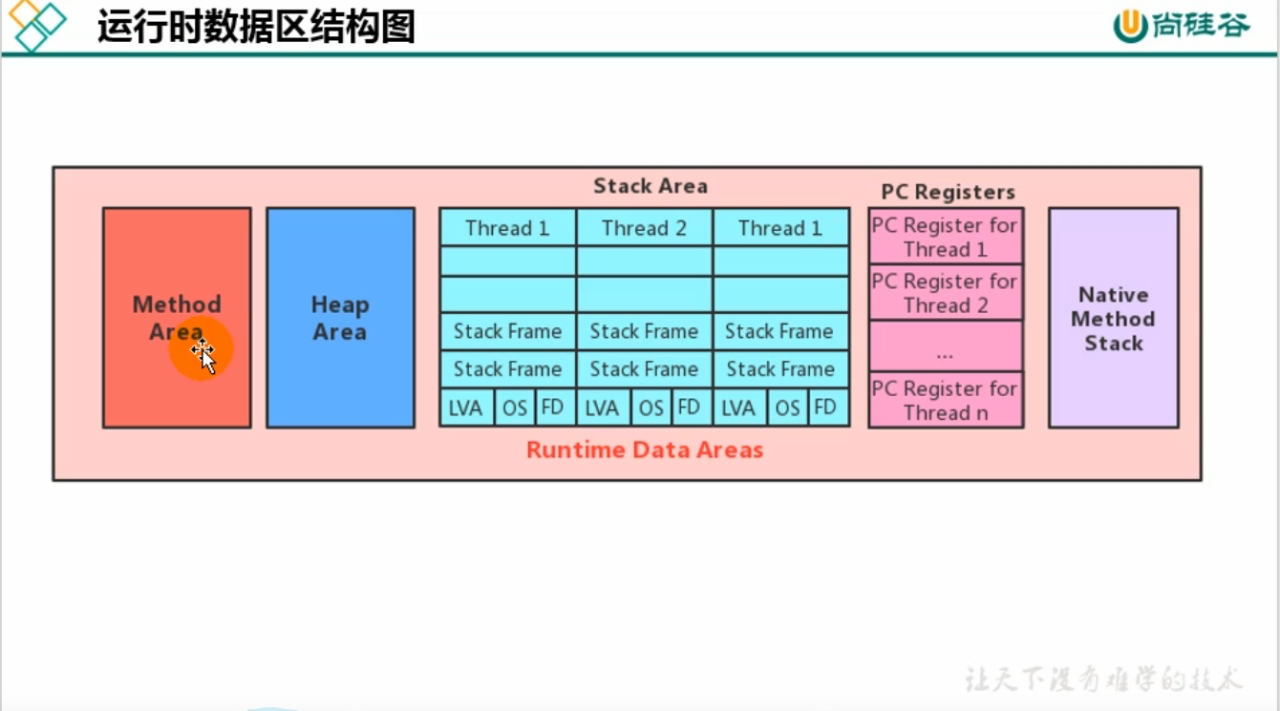 运行时数据区结构图
尚硅谷
Stack Area
PC Registers
Method
Area
Heap
Area
Thread 1
Thread 2
Thread 1
Stack Frame
Stack Frame
Stack Frame
Stack Frame
Stack Frame
Stack Frame
LVA
OS
FD
LVA
OS
FD
LVA
OS
FD
PC Register for
Thread 1
PC Register for
Thread 2
...
PC Register for
Thread n
Native
Method
Stack
Runtime Data Areas
让天下没有难学的技术